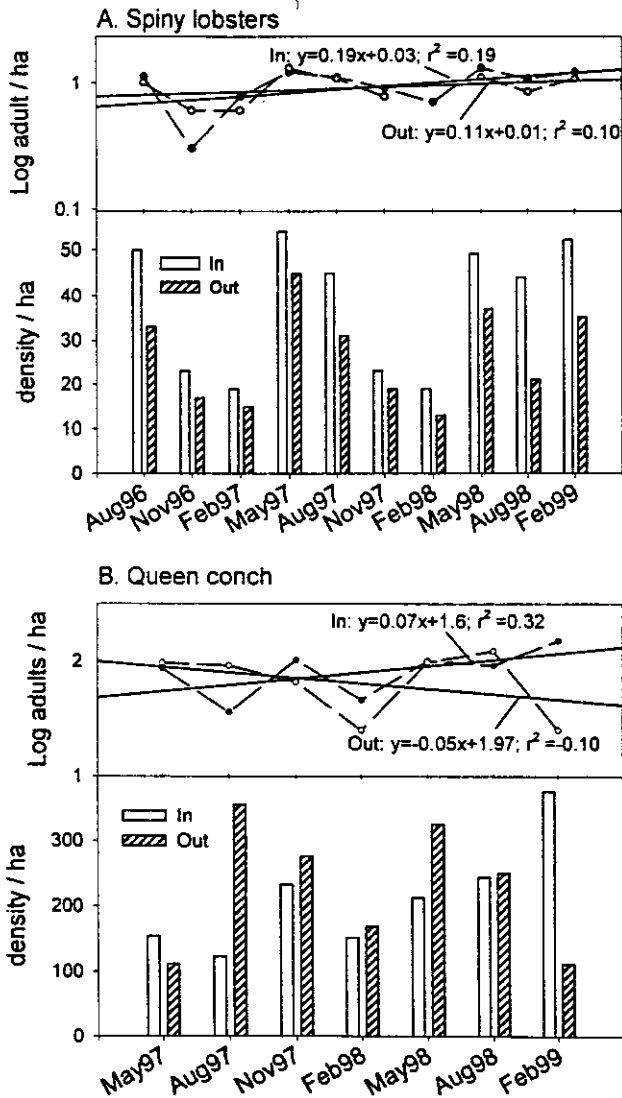 A. Spiny lobsters
Log adult / ha
1
0.1
In: y=0.19x+0.03; r² =0.19
Out: y=0.11x+0.01; r² =0.10
density / ha
50
40
30
20
10
0
In
Out
Aug96
Nov96
Feb97
May97
Aug97
Nov97
Feb98
May98
Aug98
Feb99
B. Queen conch
Log adults / ha
2
1
In: y=0.07x+1.6; r² =0.32
Out: y=-0.05x+1.97; r² =-0.10
density / ha
300
200
100
0
In
Out
May97
Aug97
Nov97
Feb98
May98
Aug98
Feb99